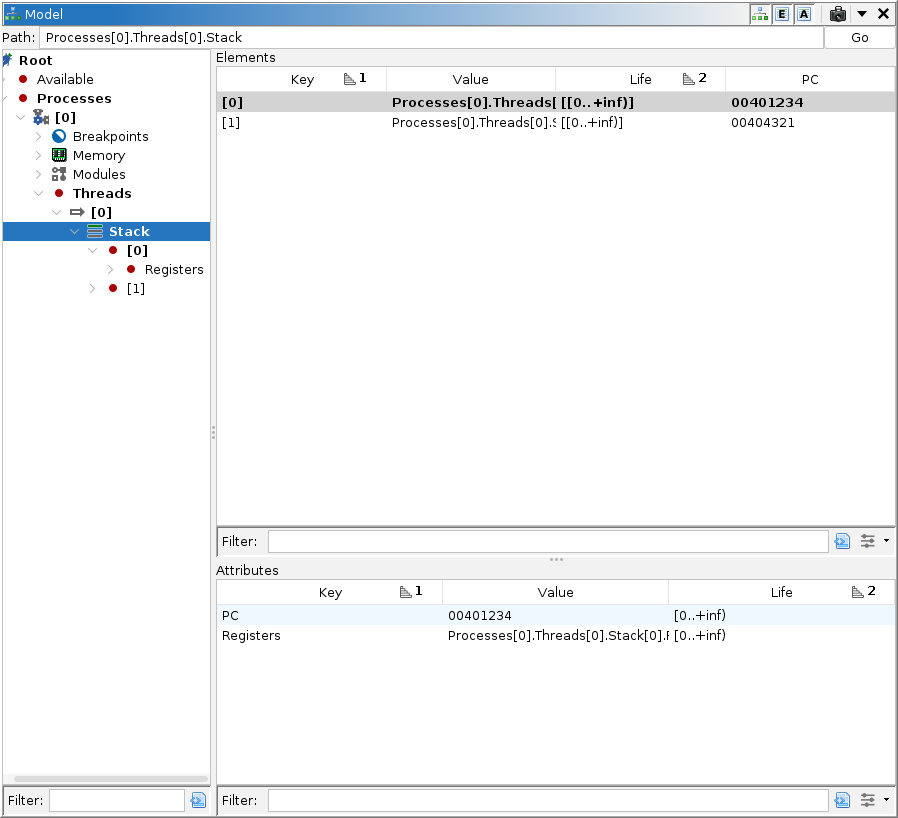 Model
E
A
Path: Processes[0].Threads[0].Stack Go
Root
Available
Processes
[0]
Breakpoints
Memory
Modules
Threads
[0]
Stack
[0]
Registers
[1]
Filter:
Elements
Key 1 Value Life 2 PC
[0] Processes[0].Threads[ [[0..+inf)] 00401234
[1] Processes[0].Threads[0].S [[0..+inf)] 00404321
Filter:
Attributes
Key 1 Value Life 2
PC 00401234 [0..+inf)
Registers Processes[0].Threads[0].Stack[0].R [0..+inf)
Filter: